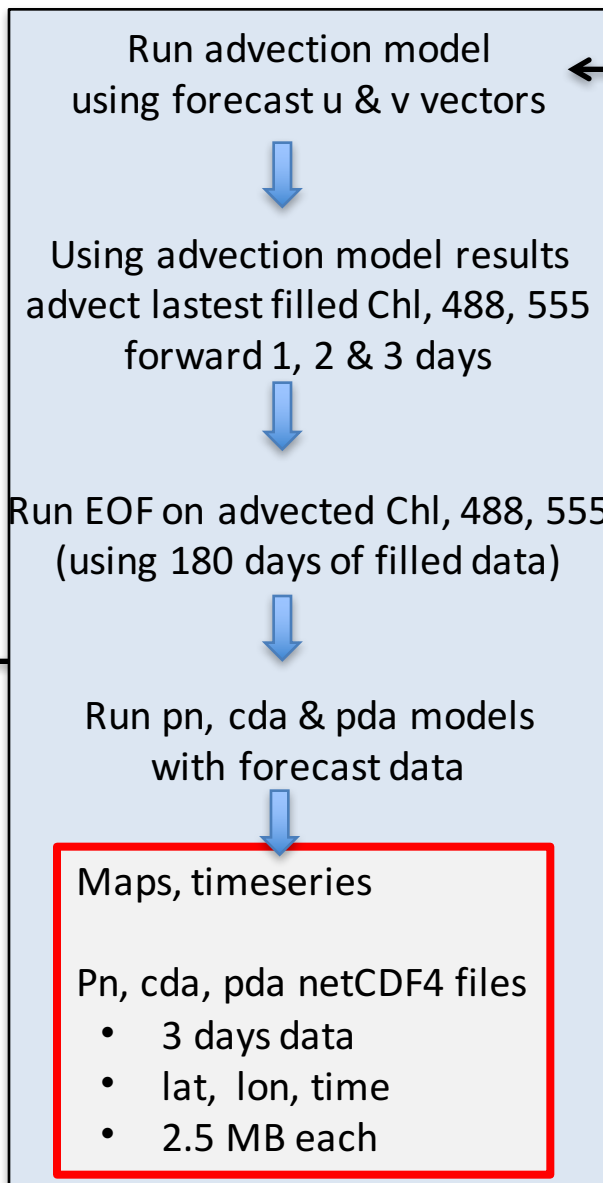 Run advection model
using forecast u & v vectors
Using advection model results
advect lastest filled Chl, 488, 555
forward 1, 2 & 3 days
Run EOF on advected Chl, 488, 555
(using 180 days of filled data)
Run pn, cda & pda models
with forecast data
Maps, timeseries
Pn, cda, pda netCDF4 files
• 3 days data
• lat, lon, time
• 2.5 MB each